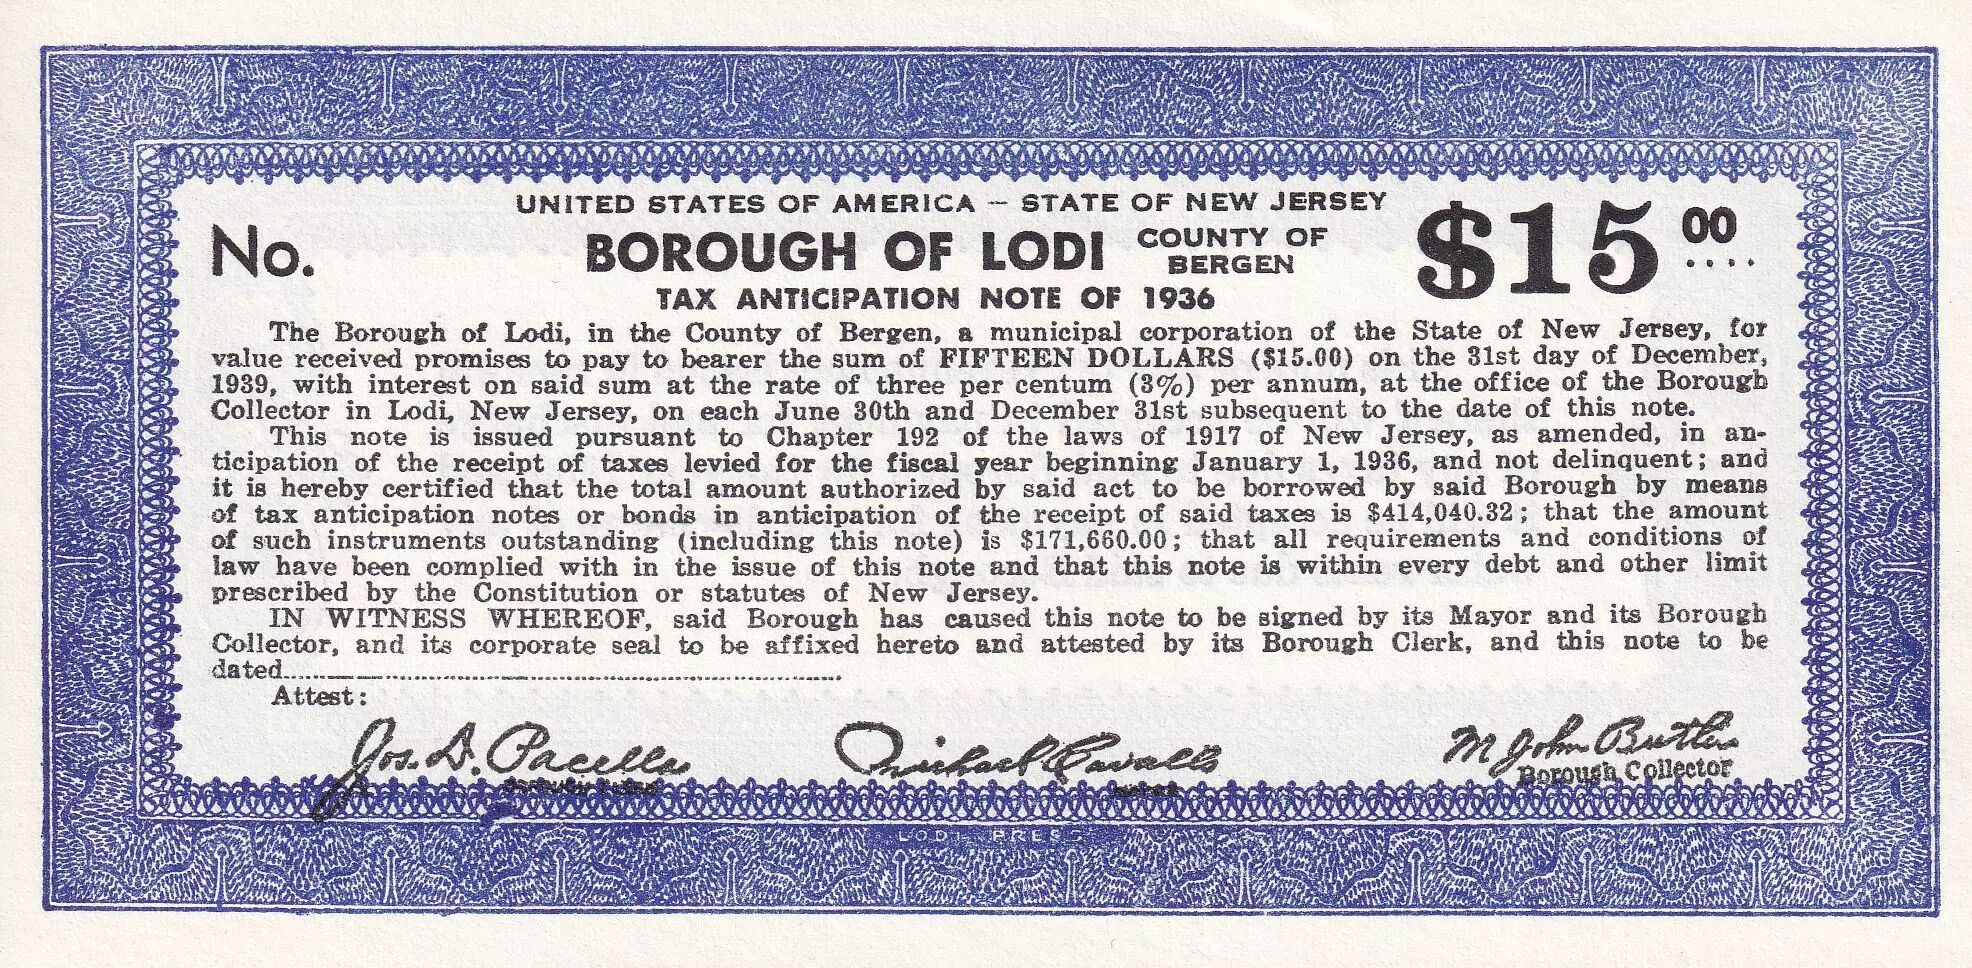 UNITED STATES OF AMERICA — STATE OF NEW JERSEY
No.
BOROUGH OF LODI COUNTY OF BERGEN
$15 00
TAX ANTICIPATION NOTE OF 1936
The Borough of Lodi, in the County of Bergen, a municipal corporation of the State of New Jersey, for
value received promises to pay to bearer the sum of FIFTEEN DOLLARS ($15.00) on the 31st day of December,
1939, with interest on said sum at the rate of three per centum (3%) per annum, at the office of the Borough
Collector in Lodi, New Jersey, on each June 30th and December 31st subsequent to the date of this note.
This note is issued pursuant to Chapter 192 of the laws of 1917 of New Jersey, as amended, in an-
ticipation of the receipt of taxes levied for the fiscal year beginning January 1, 1936, and not delinquent; and
it is hereby certified that the total amount authorized by said act to be borrowed by said Borough by means
of tax anticipation notes or bonds in anticipation of the receipt of said taxes is $414,040.32; that the amount
of such instruments outstanding (including this note) is $171,660.00; that all requirements and conditions of
law have been complied with in the issue of this note and that this note is within every debt and other limit
prescribed by the Constitution or statutes of New Jersey.
IN WITNESS WHEREOF, said Borough has caused this note to be signed by its Mayor and its Borough
Collector, and its corporate seal to be affixed hereto and attested by its Borough Clerk, and this note to be
dated
Attest:
Jos. D. Pacella
Michael Cavallo
M John Butler
Borough Collector
LODI PRESS